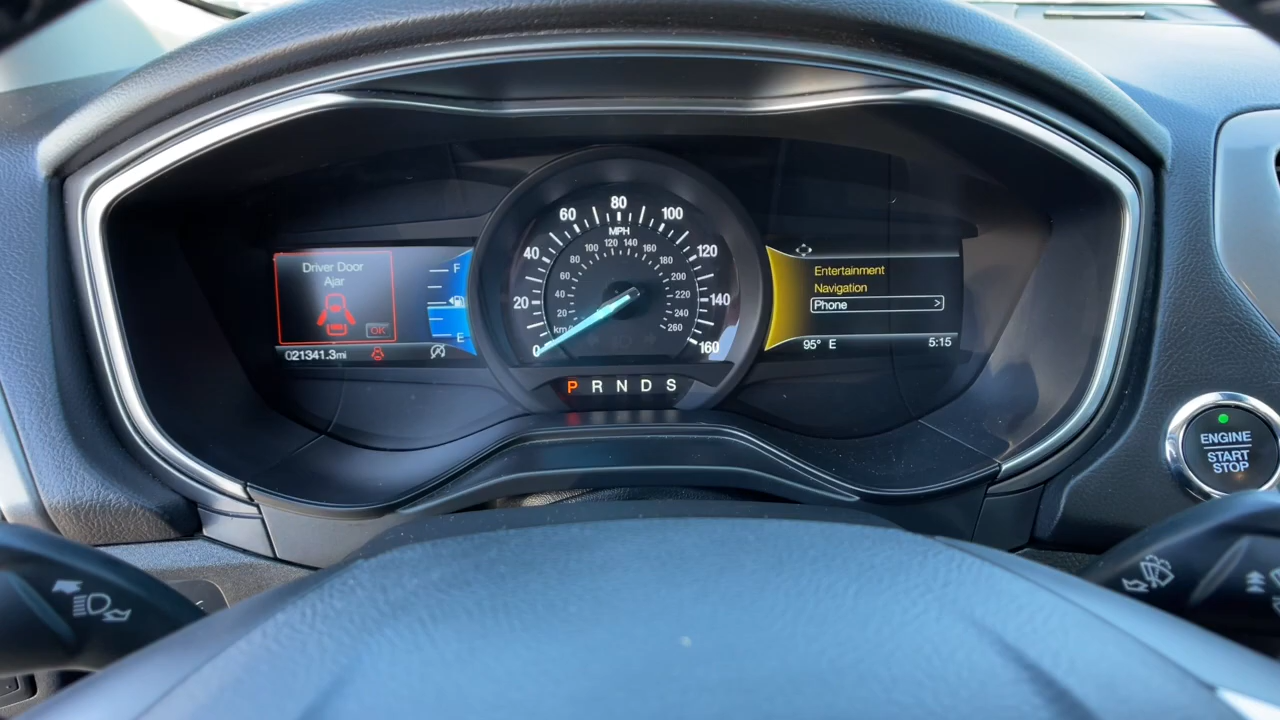 Driver Door
Ajar
OK
021341.3mi
F
E
0
20
40
60
80
100
120
140
160
MPH
20
40
60
80
100
120
140
160
180
200
220
240
260
P R N D S
Entertainment
Navigation
Phone >
95° E
5:15
ENGINE
START
STOP